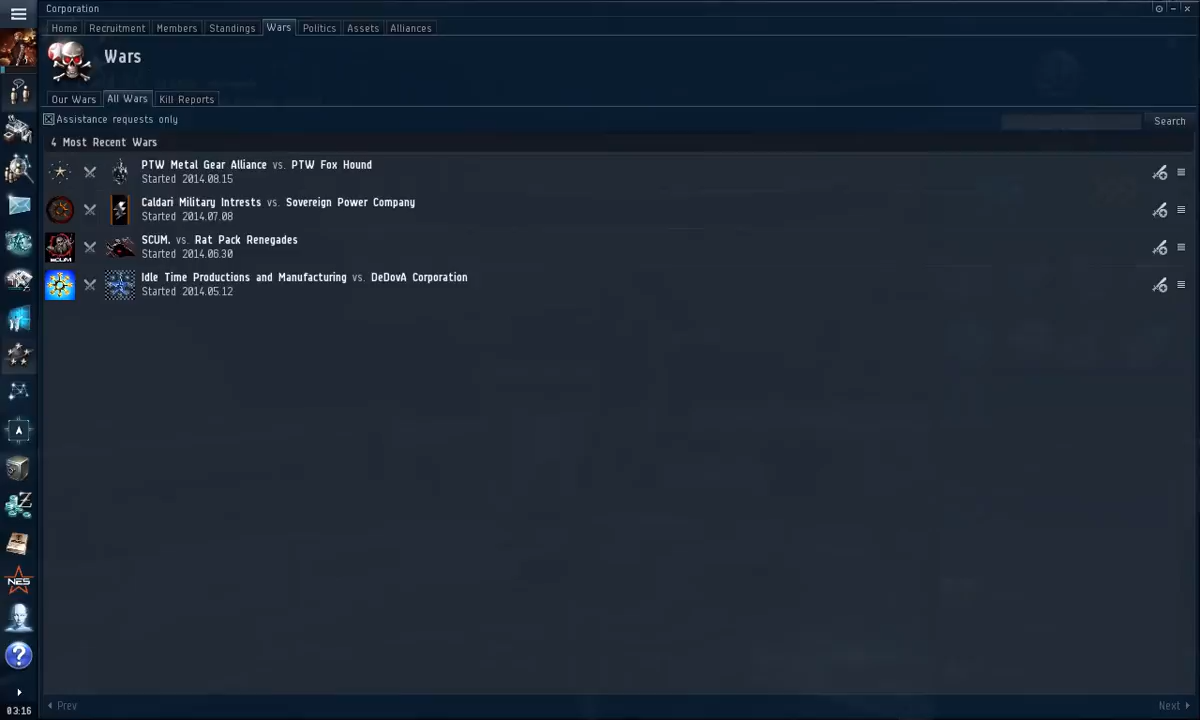 Corporation
Home Recruitment Members Standings Wars Politics Assets Alliances
Wars
Our Wars All Wars Kill Reports
Assistance requests only
Search
4 Most Recent Wars
PTW Metal Gear Alliance vs. PTW Fox Hound
Started 2014.08.15
Caldari Military Intrests vs. Sovereign Power Company
Started 2014.07.08
SCUM. vs. Rat Pack Renegades
Started 2014.06.30
Idle Time Productions and Manufacturing vs. DeDovA Corporation
Started 2014.05.12
SCUM
NES
?
03:16
Prev
Next